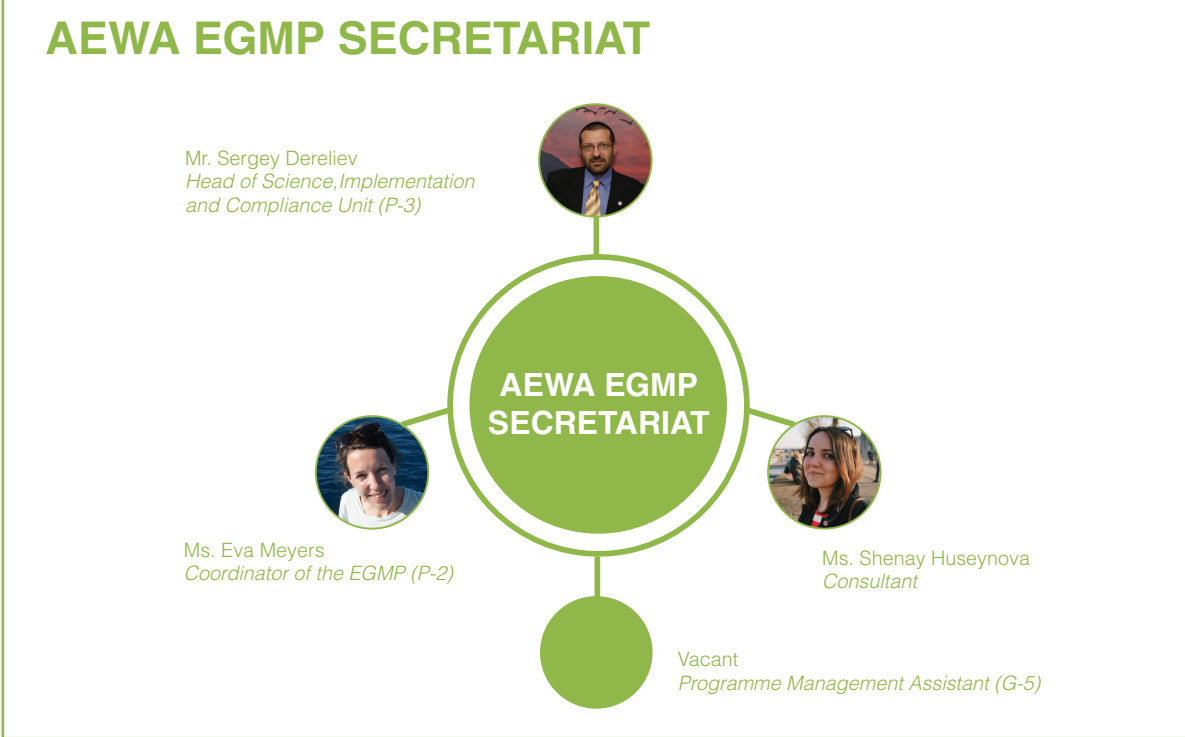 AEWA EGMP SECRETARIAT
Mr. Sergey Dereliev
Head of Science,Implementation
and Compliance Unit (P-3)
AEWA EGMP
SECRETARIAT
Ms. Eva Meyers
Coordinator of the EGMP (P-2)
Ms. Shenay Huseynova
Consultant
Vacant
Programme Management Assistant (G-5)